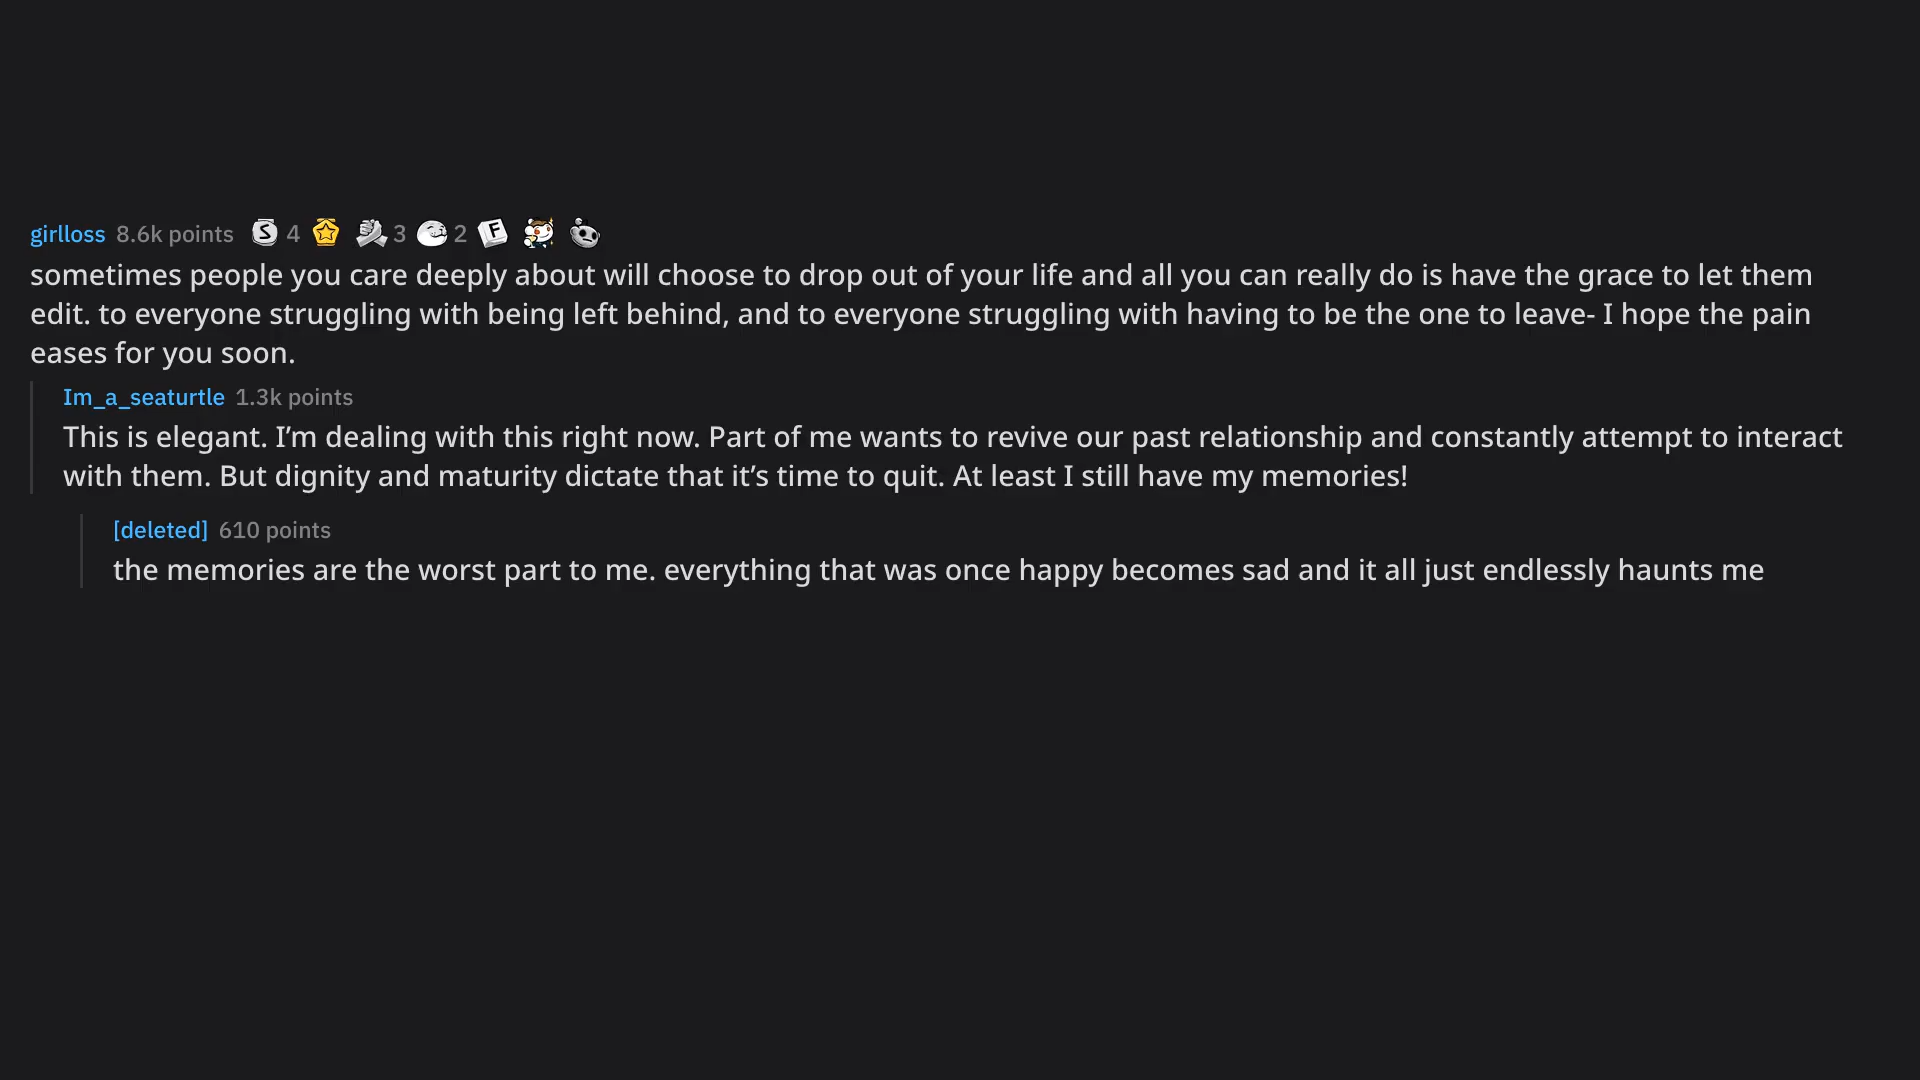 girlloss 8.6k points S 4 3 2 F
sometimes people you care deeply about will choose to drop out of your life and all you can really do is have the grace to let them
edit. to everyone struggling with being left behind, and to everyone struggling with having to be the one to leave- I hope the pain
eases for you soon.
Im_a_seaturtle 1.3k points
This is elegant. I’m dealing with this right now. Part of me wants to revive our past relationship and constantly attempt to interact
with them. But dignity and maturity dictate that it’s time to quit. At least I still have my memories!
[deleted] 610 points
the memories are the worst part to me. everything that was once happy becomes sad and it all just endlessly haunts me